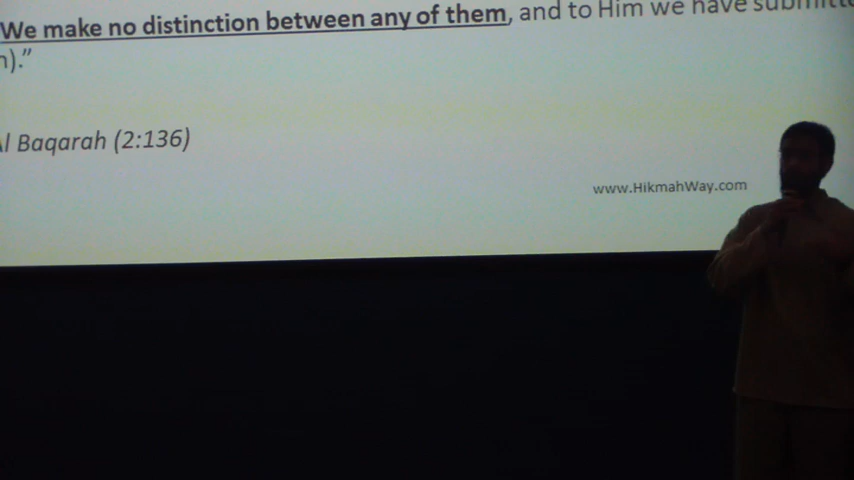 We make no distinction between any of them, and to Him we have submitt
n).”
Al Baqarah (2:136)
www.HikmahWay.com